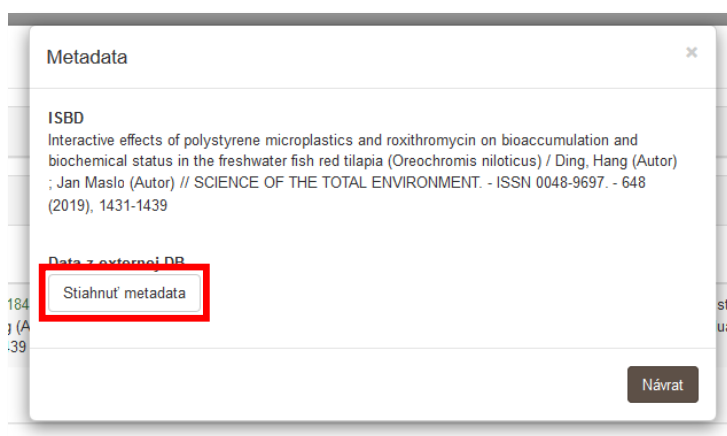 Metadata ×
ISBD
Interactive effects of polystyrene microplastics and roxithromycin on bioaccumulation and
biochemical status in the freshwater fish red tilapia (Oreochromis niloticus) / Ding, Hang (Autor)
; Jan Maslo (Autor) // SCIENCE OF THE TOTAL ENVIRONMENT. - ISSN 0048-9697. - 648
(2019), 1431-1439
Data z externej DB
Stiahnuť metadata
184
g (A
39
Návrat